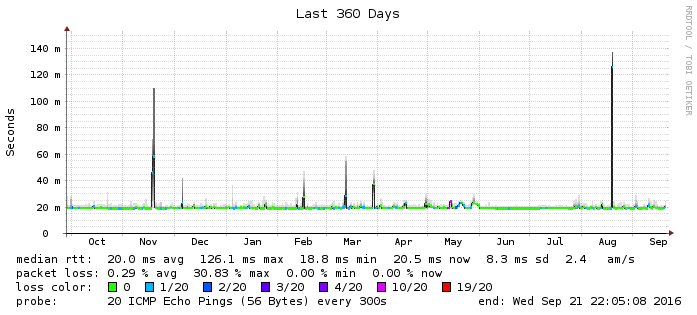 Last 360 Days
RRDTOOL / TOBI OETIKER
Seconds
140 m
120 m
100 m
80 m
60 m
40 m
20 m
0
Oct Nov Dec Jan Feb Mar Apr May Jun Jul Aug Sep
median rtt: 20.0 ms avg 126.1 ms max 18.8 ms min 20.5 ms now 8.3 ms sd 2.4 am/s
packet loss: 0.29 % avg 30.83 % max 0.00 % min 0.00 % now
loss color: 0 1/20 2/20 3/20 4/20 10/20 19/20
probe: 20 ICMP Echo Pings (56 Bytes) every 300s end: Wed Sep 21 22:05:08 2016